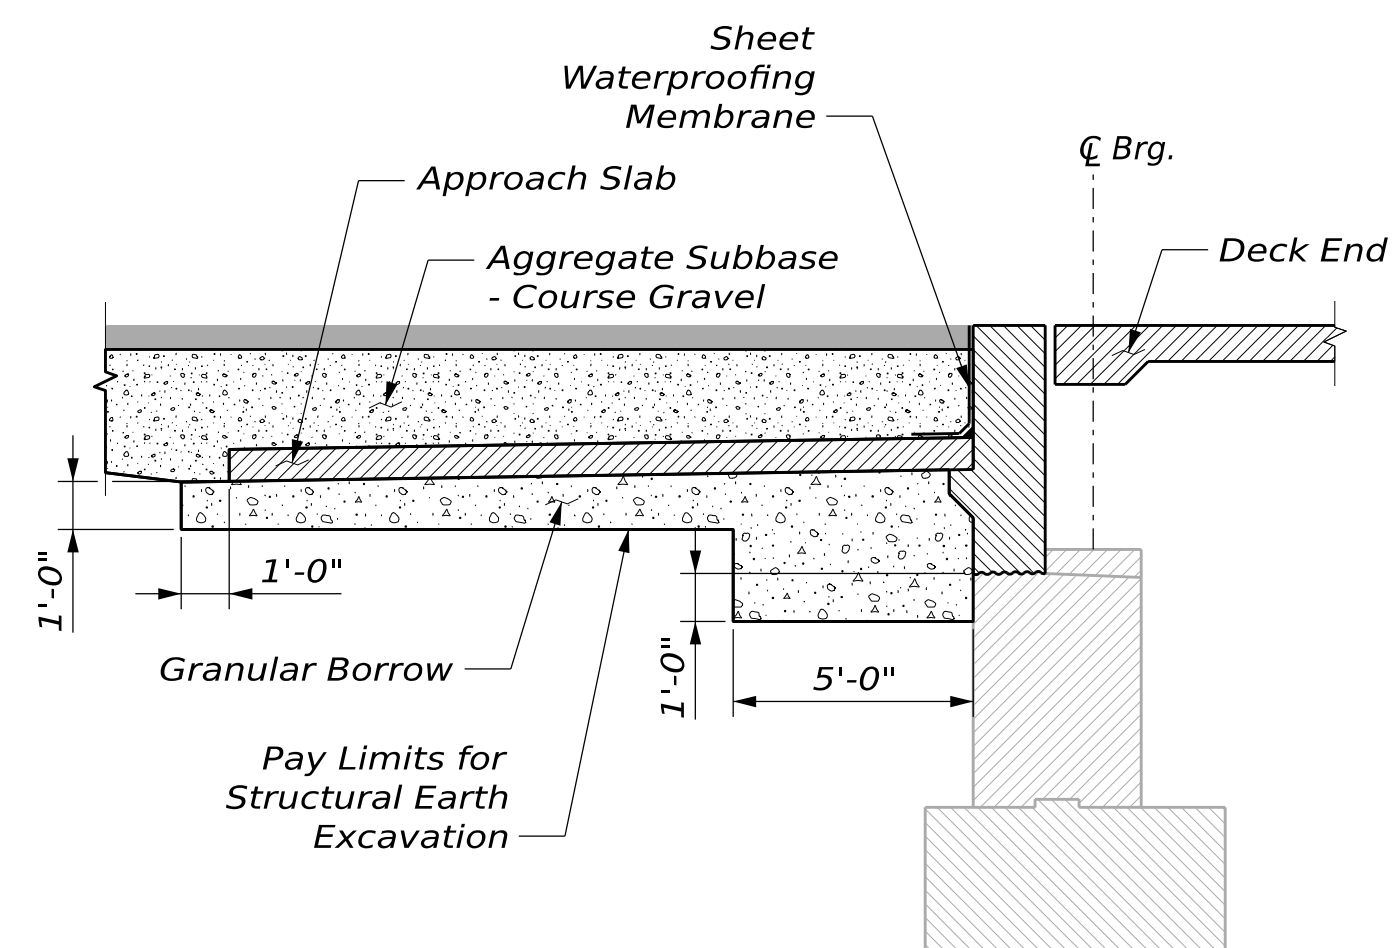 Sheet
Waterproofing
Membrane
℄ Brg.
Approach Slab
Deck End
Aggregate Subbase
- Course Gravel
1'-0"
1'-0"
Granular Borrow
1'-0"
5'-0"
Pay Limits for
Structural Earth
Excavation